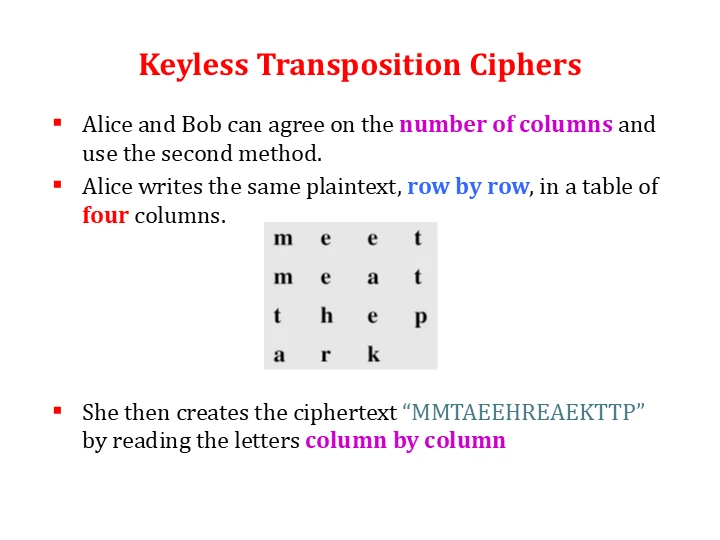 Keyless Transposition Ciphers
▪ Alice and Bob can agree on the number of columns and
use the second method.
▪ Alice writes the same plaintext, row by row, in a table of
four columns.
m e e t
m e a t
t h e p
a r k
▪ She then creates the ciphertext “MMTAEEHREAEKTTP”
by reading the letters column by column